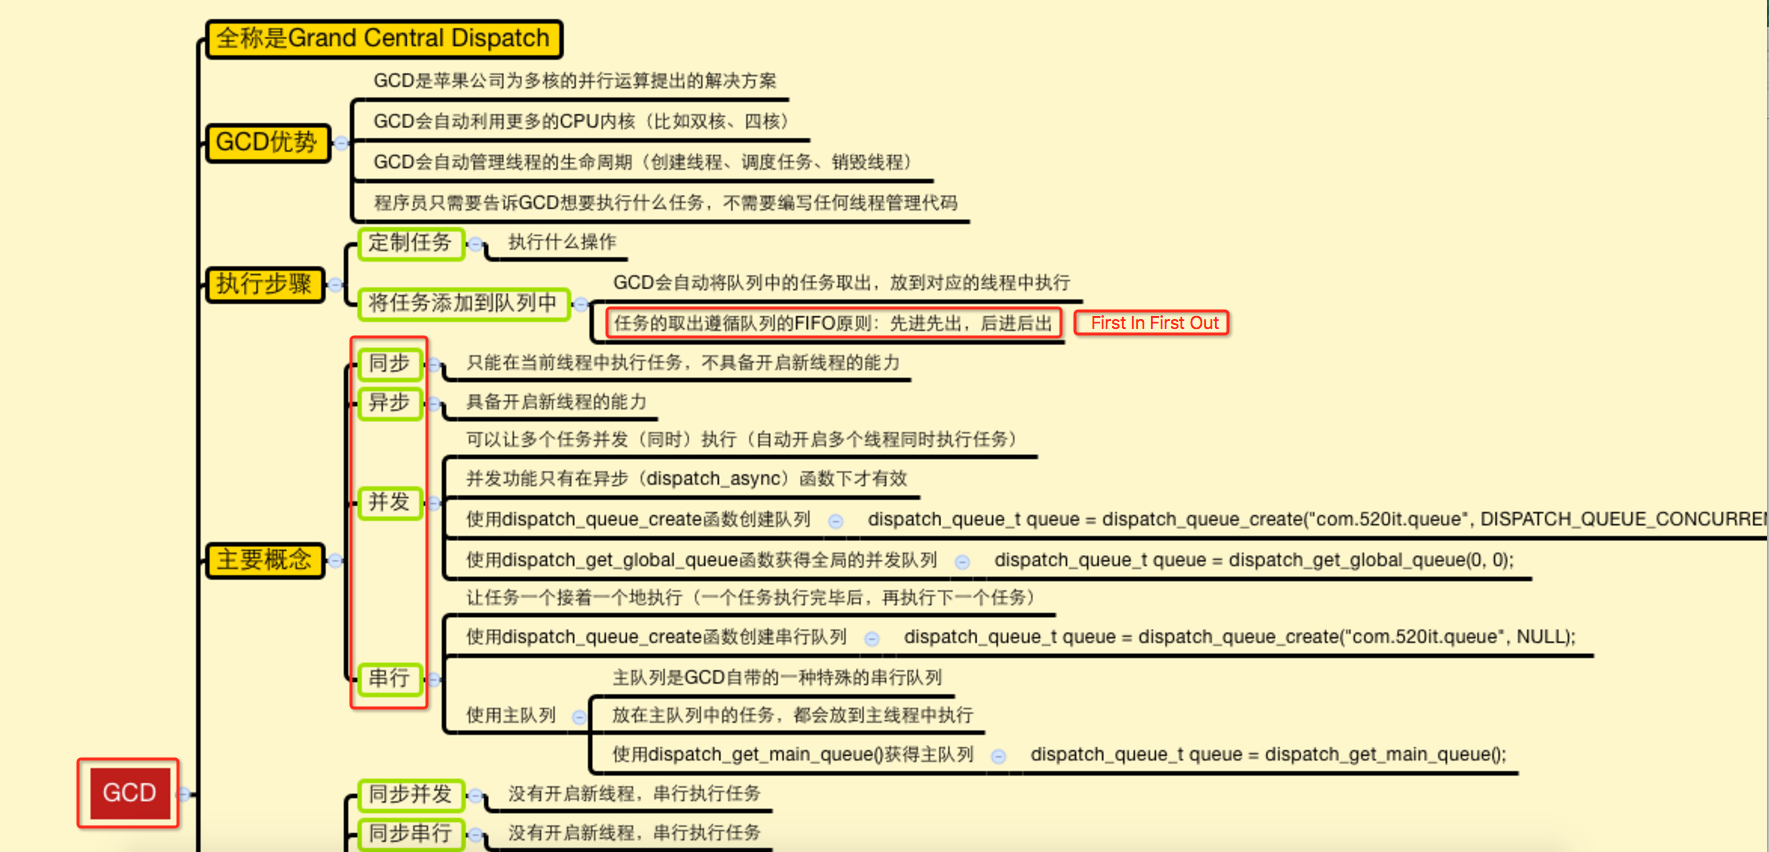 全称是Grand Central Dispatch
GCD优势
GCD是苹果公司为多核的并行运算提出的解决方案
GCD会自动利用更多的CPU内核（比如双核、四核）
GCD会自动管理线程的生命周期（创建线程、调度任务、销毁线程）
程序员只需要告诉GCD想要执行什么任务，不需要编写任何线程管理代码
执行步骤
定制任务
执行什么操作
将任务添加到队列中
GCD会自动将队列中的任务取出，放到对应的线程中执行
任务的取出遵循队列的FIFO原则：先进先出，后进后出
First In First Out
主要概念
同步
只能在当前线程中执行任务，不具备开启新线程的能力
异步
具备开启新线程的能力
并发
可以让多个任务并发（同时）执行（自动开启多个线程同时执行任务）
并发功能只有在异步（dispatch_async）函数下才有效
使用dispatch_queue_create函数创建队列
dispatch_queue_t queue = dispatch_queue_create("com.520it.queue", DISPATCH_QUEUE_CONCURREN
使用dispatch_get_global_queue函数获得全局的并发队列
dispatch_queue_t queue = dispatch_get_global_queue(0, 0);
串行
让任务一个接着一个地执行（一个任务执行完毕后，再执行下一个任务）
使用dispatch_queue_create函数创建串行队列
dispatch_queue_t queue = dispatch_queue_create("com.520it.queue", NULL);
使用主队列
主队列是GCD自带的一种特殊的串行队列
放在主队列中的任务，都会放到主线程中执行
使用dispatch_get_main_queue()获得主队列
dispatch_queue_t queue = dispatch_get_main_queue();
GCD
同步并发
没有开启新线程，串行执行任务
同步串行
没有开启新线程，串行执行任务